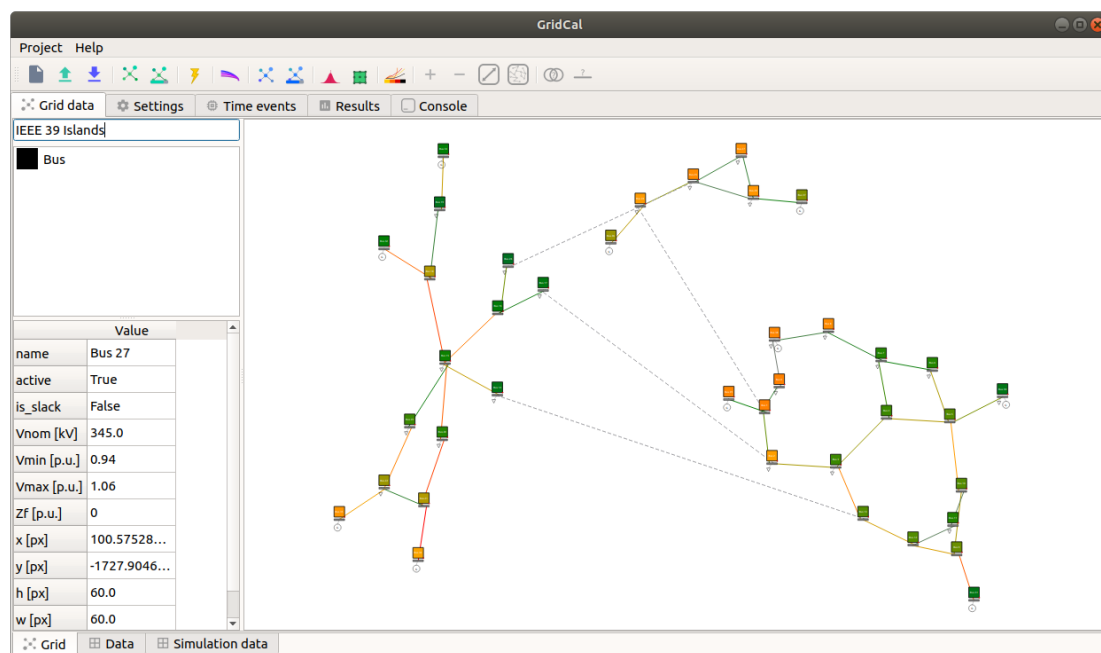 GridCal
Project Help
Grid data Settings Time events Results Console
IEEE 39 Islands
Bus
Value
name Bus 27
active True
is_slack False
Vnom [kV] 345.0
Vmin [p.u.] 0.94
Vmax [p.u.] 1.06
Zf [p.u.] 0
x [px] 100.57528...
y [px] -1727.9046...
h [px] 60.0
w [px] 60.0
Grid Data Simulation data